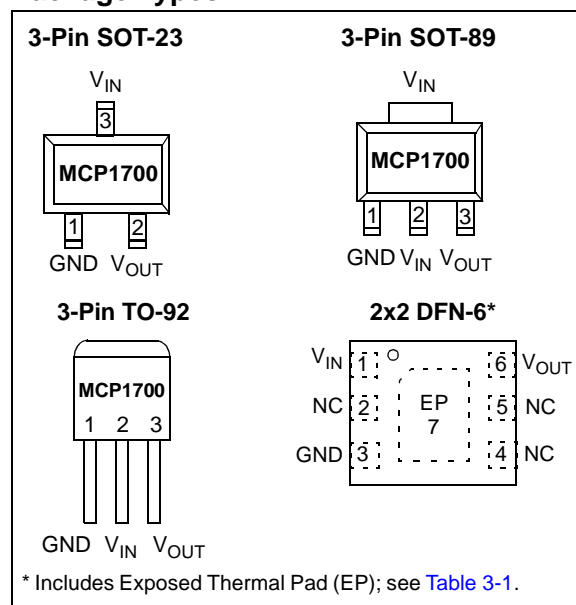 3-Pin SOT-23
VIN
3
MCP1700
1 2
GND VOUT
3-Pin SOT-89
VIN
MCP1700
1 2 3
GND VIN VOUT
3-Pin TO-92
MCP1700
1 2 3
GND VIN VOUT
2x2 DFN-6*
VIN 1 6 VOUT
NC 2 EP 5 NC
7
GND 3 4 NC
* Includes Exposed Thermal Pad (EP); see Table 3-1.